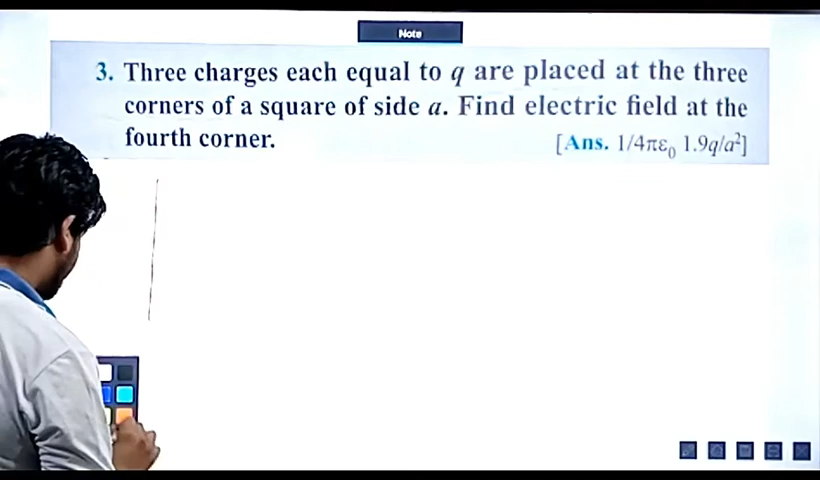 Note
3. Three charges each equal to q are placed at the three
corners of a square of side a. Find electric field at the
fourth corner. [Ans. 1/4πε₀ 1.9q/a²]